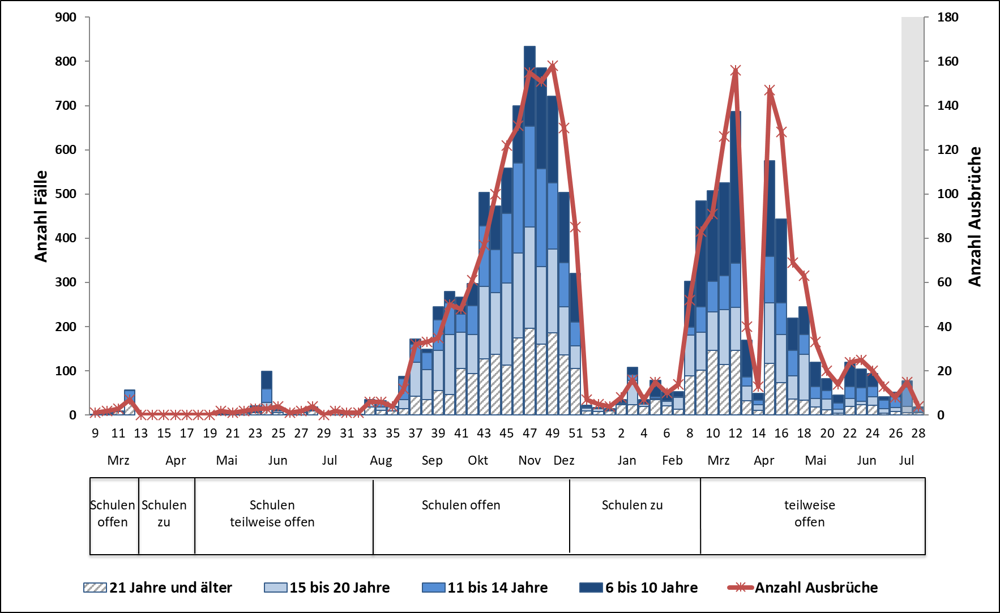 900
800
700
600
500
400
300
200
100
0
Anzahl Fälle
180
160
140
120
100
80
60
40
20
0
Anzahl Ausbrüche
9 11 13 15 17 19 21 23 25 27 29 31 33 35 37 39 41 43 45 47 49 51 53 2 4 6 8 10 12 14 16 18 20 22 24 26 28
Mrz Apr Mai Jun Jul Aug Sep Okt Nov Dez Jan Feb Mrz Apr Mai Jun Jul
Schulen
offen
Schulen
zu
Schulen
teilweise offen
Schulen offen
Schulen zu
teilweise
offen
21 Jahre und älter
15 bis 20 Jahre
11 bis 14 Jahre
6 bis 10 Jahre
Anzahl Ausbrüche